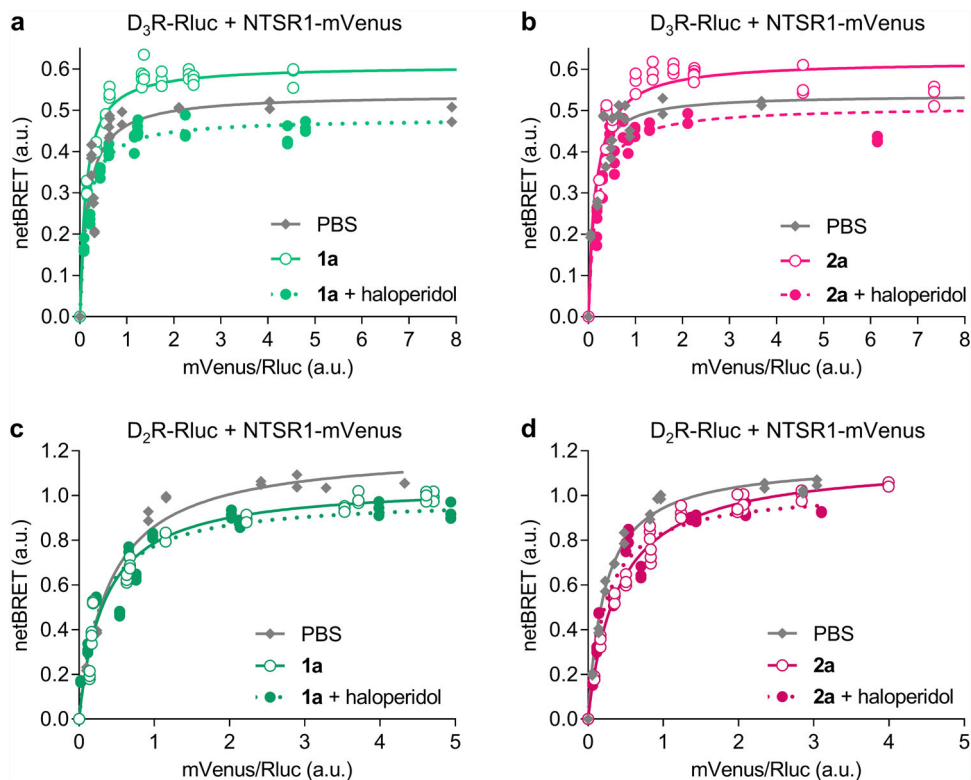 a
D₃R-Rluc + NTSR1-mVenus
netBRET (a.u.)
0.6
0.5
0.4
0.3
0.2
0.1
0.0
PBS
1a
1a + haloperidol
0 1 2 3 4 5 6 7 8
mVenus/Rluc (a.u.)
b
D₃R-Rluc + NTSR1-mVenus
netBRET (a.u.)
0.6
0.5
0.4
0.3
0.2
0.1
0.0
PBS
2a
2a + haloperidol
0 1 2 3 4 5 6 7 8
mVenus/Rluc (a.u.)
c
D₂R-Rluc + NTSR1-mVenus
netBRET (a.u.)
1.2
1.0
0.8
0.6
0.4
0.2
0.0
PBS
1a
1a + haloperidol
0 1 2 3 4 5
mVenus/Rluc (a.u.)
d
D₂R-Rluc + NTSR1-mVenus
netBRET (a.u.)
1.2
1.0
0.8
0.6
0.4
0.2
0.0
PBS
2a
2a + haloperidol
0 1 2 3 4 5
mVenus/Rluc (a.u.)